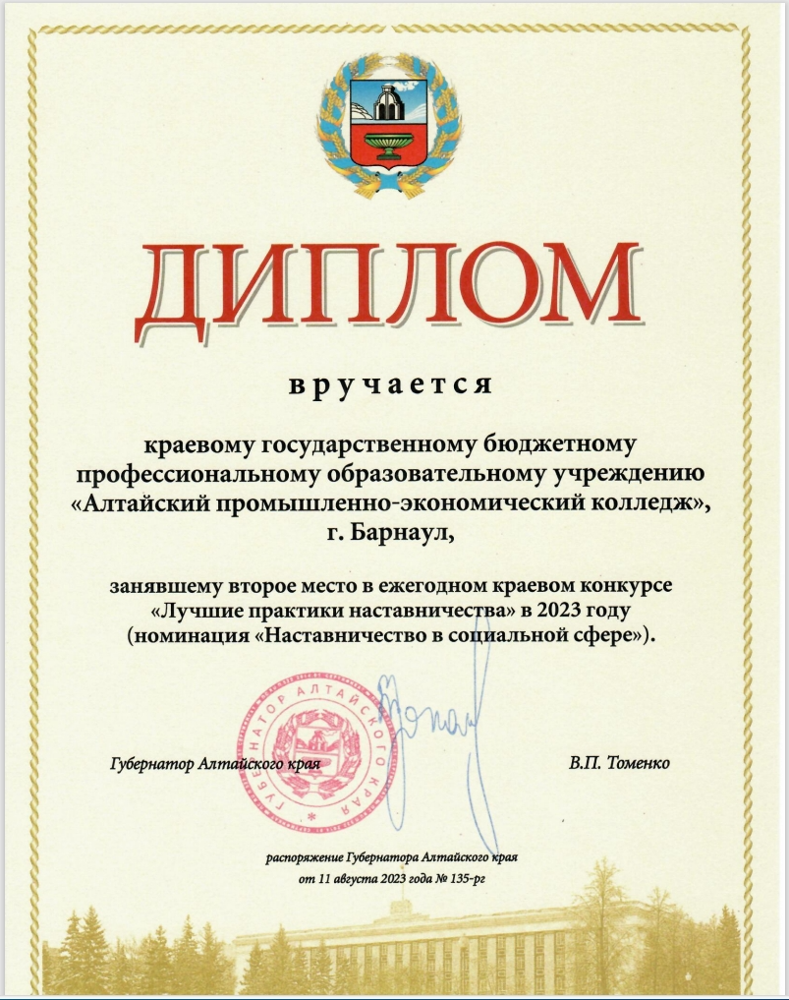 ДИПЛОМ
вручается
краевому государственному бюджетному
профессиональному образовательному учреждению
«Алтайский промышленно-экономический колледж»,
г. Барнаул,
занявшему второе место в ежегодном краевом конкурсе
«Лучшие практики наставничества» в 2023 году
(номинация «Наставничество в социальной сфере»).
ГУБЕРНАТОР АЛТАЙСКОГО КРАЯ
Губернатор Алтайского края В.П. Томенко
распоряжение Губернатора Алтайского края
от 11 августа 2023 года № 135-рг